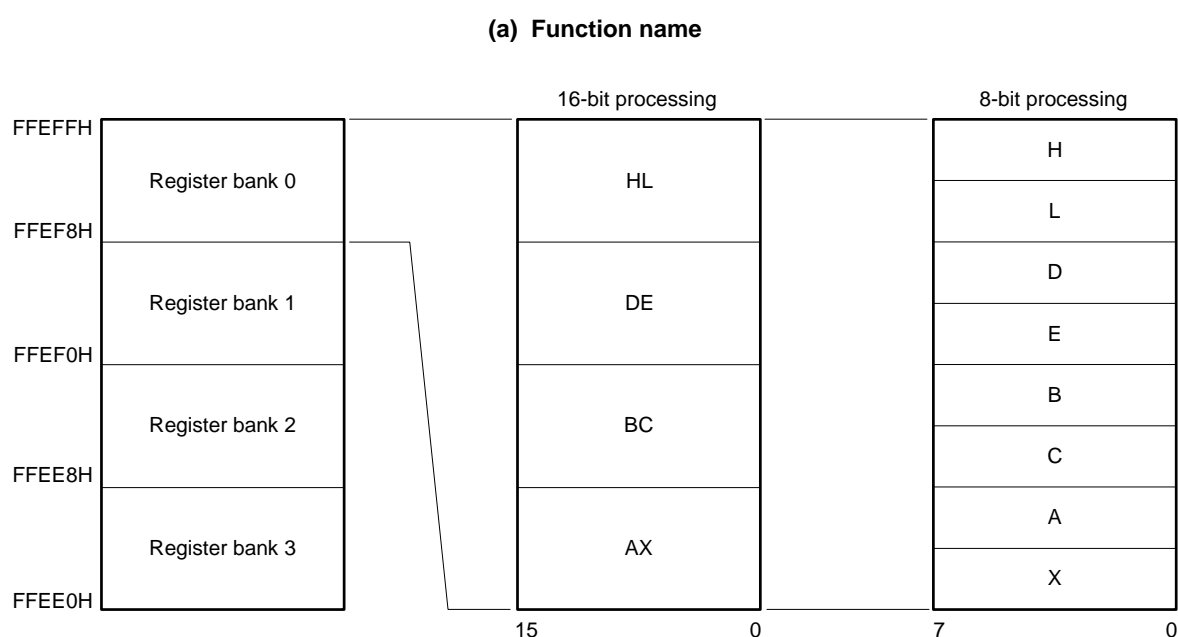 (a) Function name
16-bit processing
8-bit processing
FFEFFH
Register bank 0
HL
H
L
FFEF8H
Register bank 1
DE
D
E
FFEF0H
Register bank 2
BC
B
C
FFEE8H
Register bank 3
AX
A
X
FFEE0H
15 0
7 0